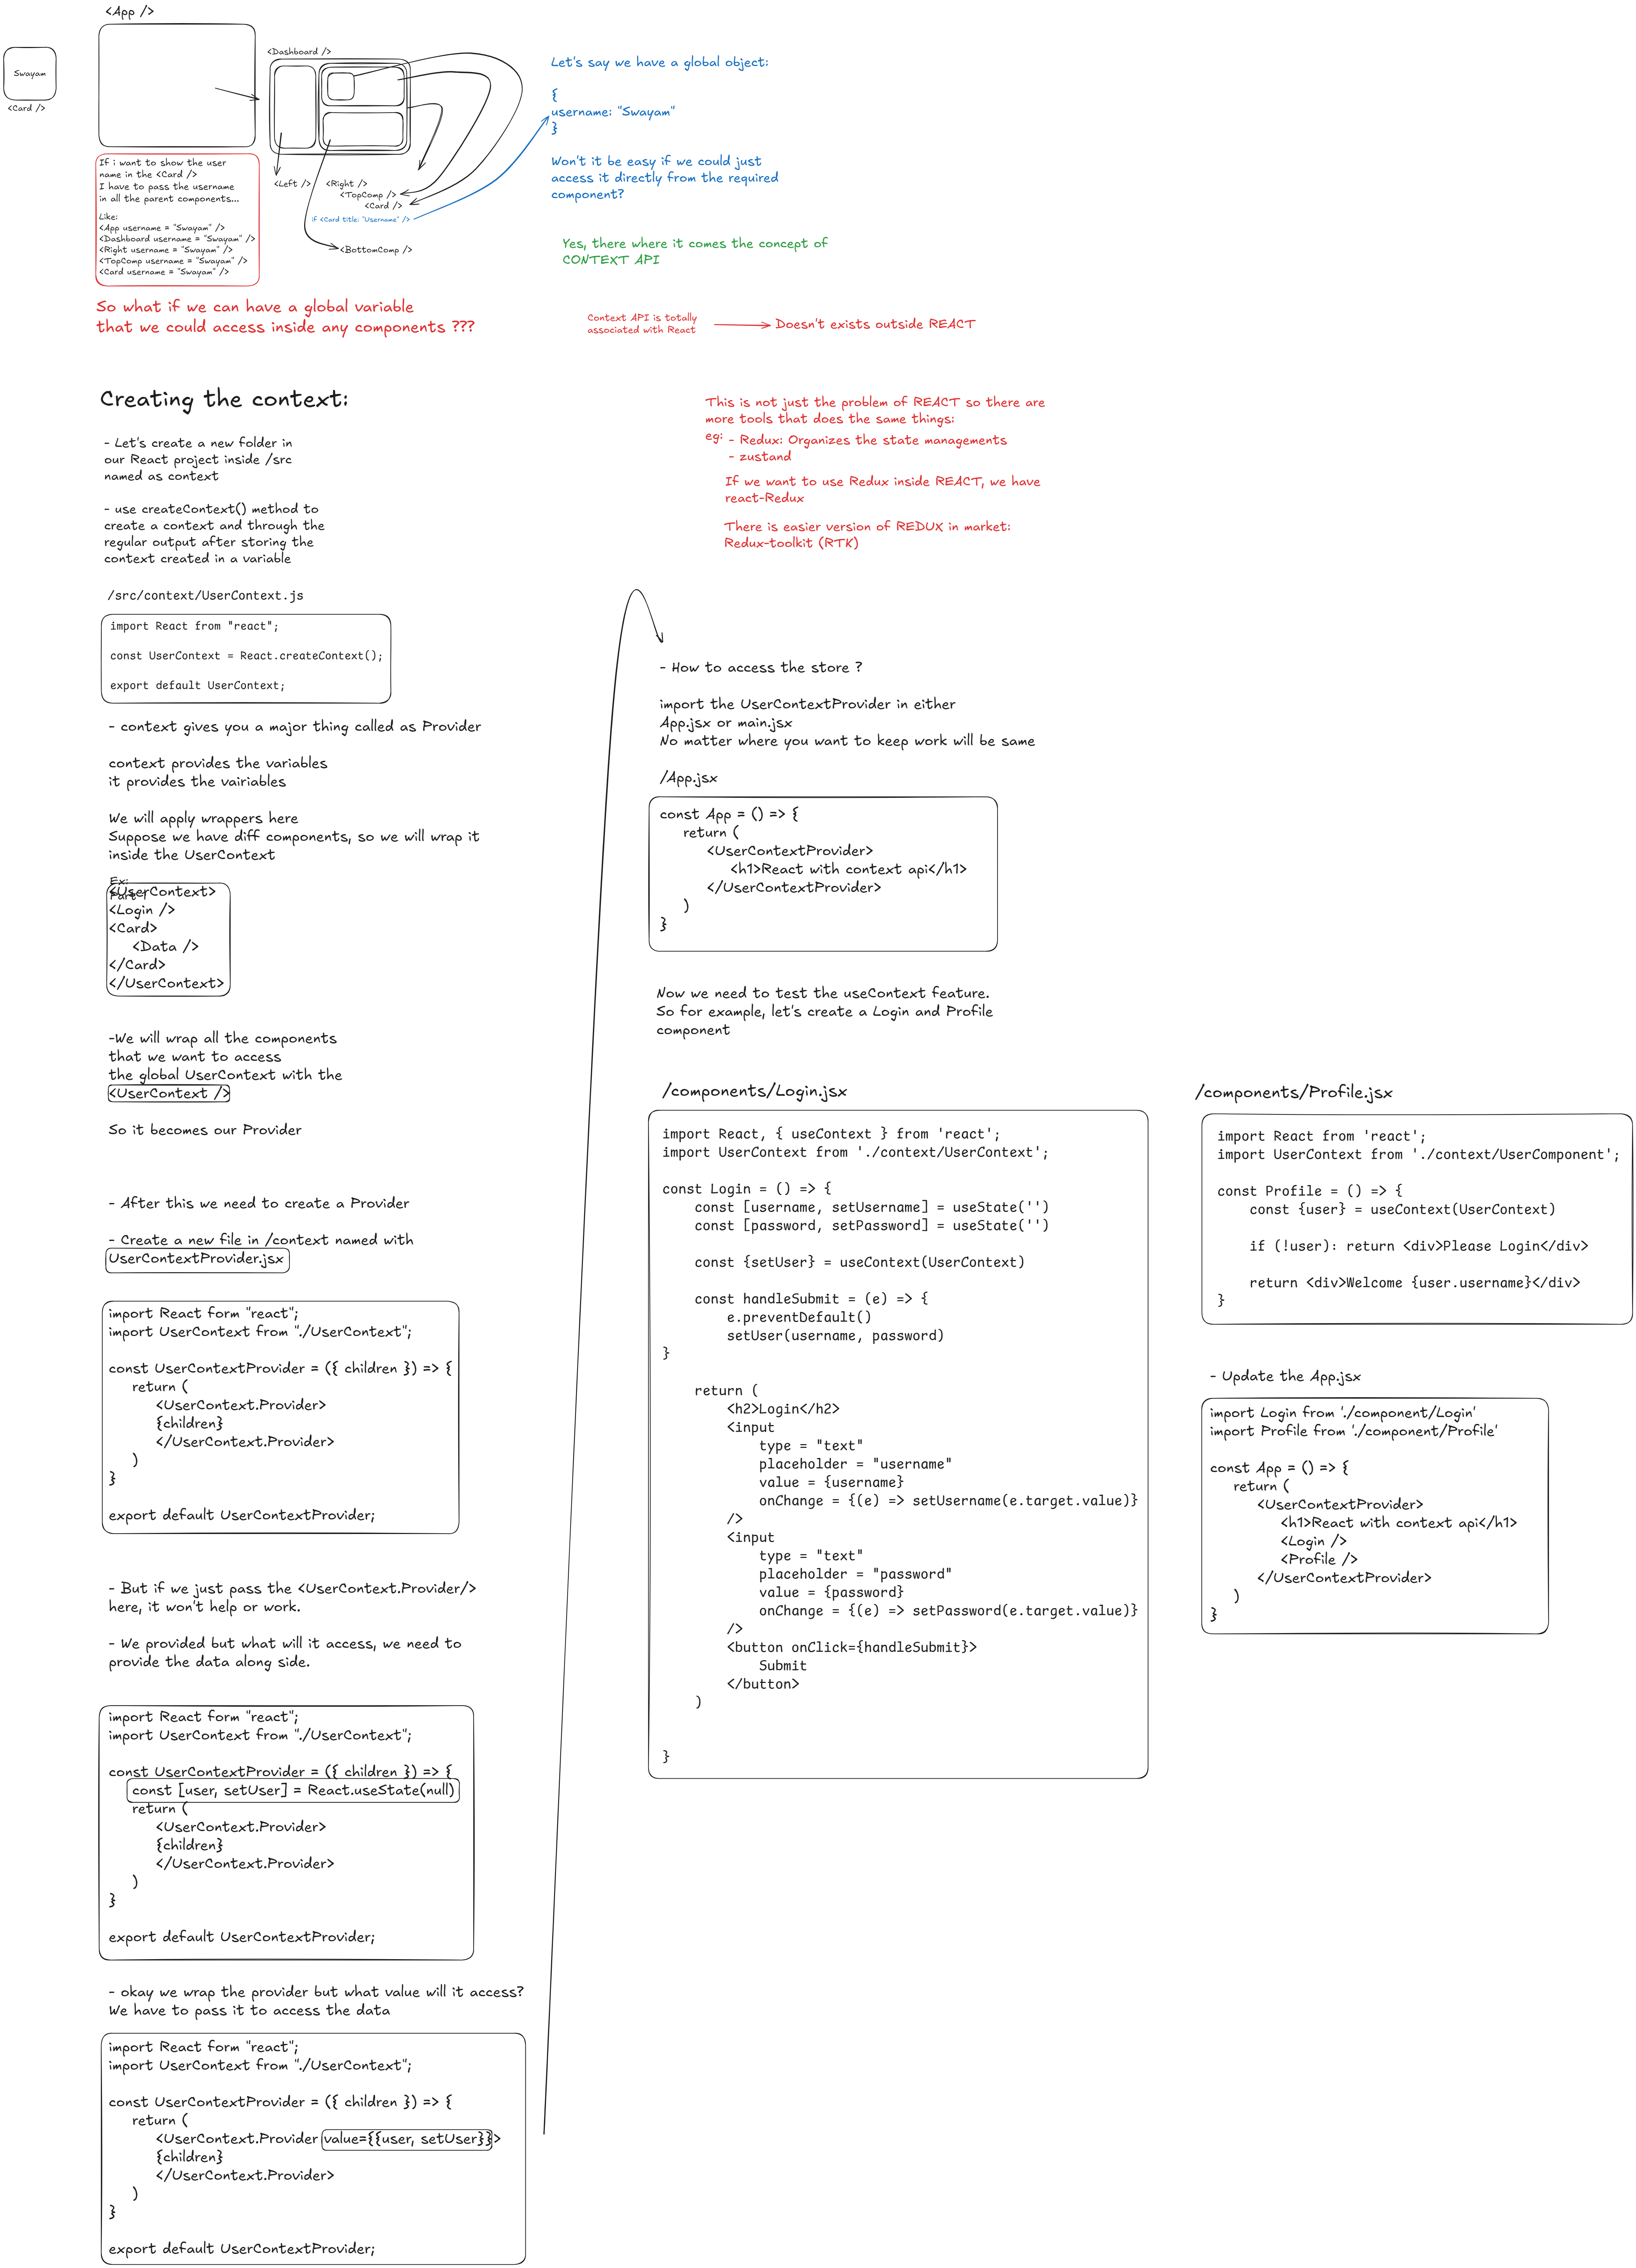 <App />
Swayam
<Card />
<Dashboard />
<Left />
<Right />
<TopComp />
<Card />
if <Card title: "Username" />
<BottomComp />
If i want to show the user
name in the <Card />
I have to pass the username
in all the parent components...
Like:
<App username = "Swayam" />
<Dashboard username = "Swayam" />
<Right username = "Swayam" />
<TopComp username = "Swayam" />
<Card username = "Swayam" />
So what if we can have a global variable
that we could access inside any components ???
Let's say we have a global object:
{
username: "Swayam"
}
Won't it be easy if we could just
access it directly from the required
component?
Yes, there where it comes the concept of
CONTEXT API
Context API is totally
associated with React
Doesn't exists outside REACT
This is not just the problem of REACT so there are
more tools that does the same things:
eg:
- Redux: Organizes the state managements
- zustand
If we want to use Redux inside REACT, we have
react-Redux
There is easier version of REDUX in market:
Redux-toolkit (RTK)
Creating the context:
- Let's create a new folder in
our React project inside /src
named as context
- use createContext() method to
create a context and through the
regular output after storing the
context created in a variable
/src/context/UserContext.js
import React from "react";
const UserContext = React.createContext();
export default UserContext;
- context gives you a major thing called as Provider
context provides the variables
it provides the vairiables
We will apply wrappers here
Suppose we have diff components, so we will wrap it
inside the UserContext
Ex:
Part 1
<UserContext>
<Login />
<Card>
<Data />
</Card>
</UserContext>
-We will wrap all the components
that we want to access
the global UserContext with the
<UserContext />
So it becomes our Provider
- After this we need to create a Provider
- Create a new file in /context named with
UserContextProvider.jsx
import React form "react";
import UserContext from "./UserContext";
const UserContextProvider = ({ children }) => {
return (
<UserContext.Provider>
{children}
</UserContext.Provider>
)
}
export default UserContextProvider;
- But if we just pass the <UserContext.Provider/>
here, it won't help or work.
- We provided but what will it access, we need to
provide the data along side.
import React form "react";
import UserContext from "./UserContext";
const UserContextProvider = ({ children }) => {
const [user, setUser] = React.useState(null)
return (
<UserContext.Provider>
{children}
</UserContext.Provider>
)
}
export default UserContextProvider;
- okay we wrap the provider but what value will it access?
We have to pass it to access the data
import React form "react";
import UserContext from "./UserContext";
const UserContextProvider = ({ children }) => {
return (
<UserContext.Provider value={{user, setUser}}>
{children}
</UserContext.Provider>
)
}
export default UserContextProvider;
- How to access the store ?
import the UserContextProvider in either
App.jsx or main.jsx
No matter where you want to keep work will be same
/App.jsx
const App = () => {
return (
<UserContextProvider>
<h1>React with context api</h1>
</UserContextProvider>
)
}
Now we need to test the useContext feature.
So for example, let's create a Login and Profile
component
/components/Login.jsx
import React, { useContext } from 'react';
import UserContext from './context/UserContext';
const Login = () => {
const [username, setUsername] = useState('')
const [password, setPassword] = useState('')
const {setUser} = useContext(UserContext)
const handleSubmit = (e) => {
e.preventDefault()
setUser(username, password)
}
return (
<h2>Login</h2>
<input
type = "text"
placeholder = "username"
value = {username}
onChange = {(e) => setUsername(e.target.value)}
/>
<input
type = "text"
placeholder = "password"
value = {password}
onChange = {(e) => setPassword(e.target.value)}
/>
<button onClick={handleSubmit}>
Submit
</button>
)
}
/components/Profile.jsx
import React from 'react';
import UserContext from './context/UserComponent';
const Profile = () => {
const {user} = useContext(UserContext)
if (!user): return <div>Please Login</div>
return <div>Welcome {user.username}</div>
}
- Update the App.jsx
import Login from './component/Login'
import Profile from './component/Profile'
const App = () => {
return (
<UserContextProvider>
<h1>React with context api</h1>
<Login />
<Profile />
</UserContextProvider>
)
}